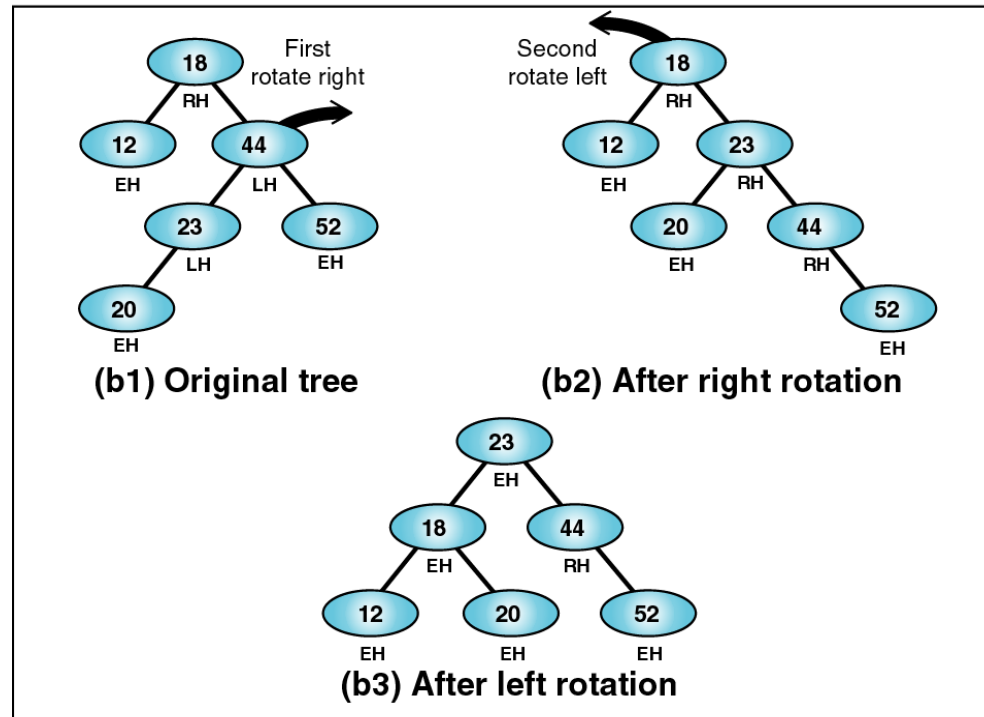 18
RH
First
rotate right
12
EH
44
LH
23
LH
52
EH
20
EH
(b1) Original tree
Second
rotate left
18
RH
12
EH
23
RH
20
EH
44
RH
52
EH
(b2) After right rotation
23
EH
18
EH
44
RH
12
EH
20
EH
52
EH
(b3) After left rotation